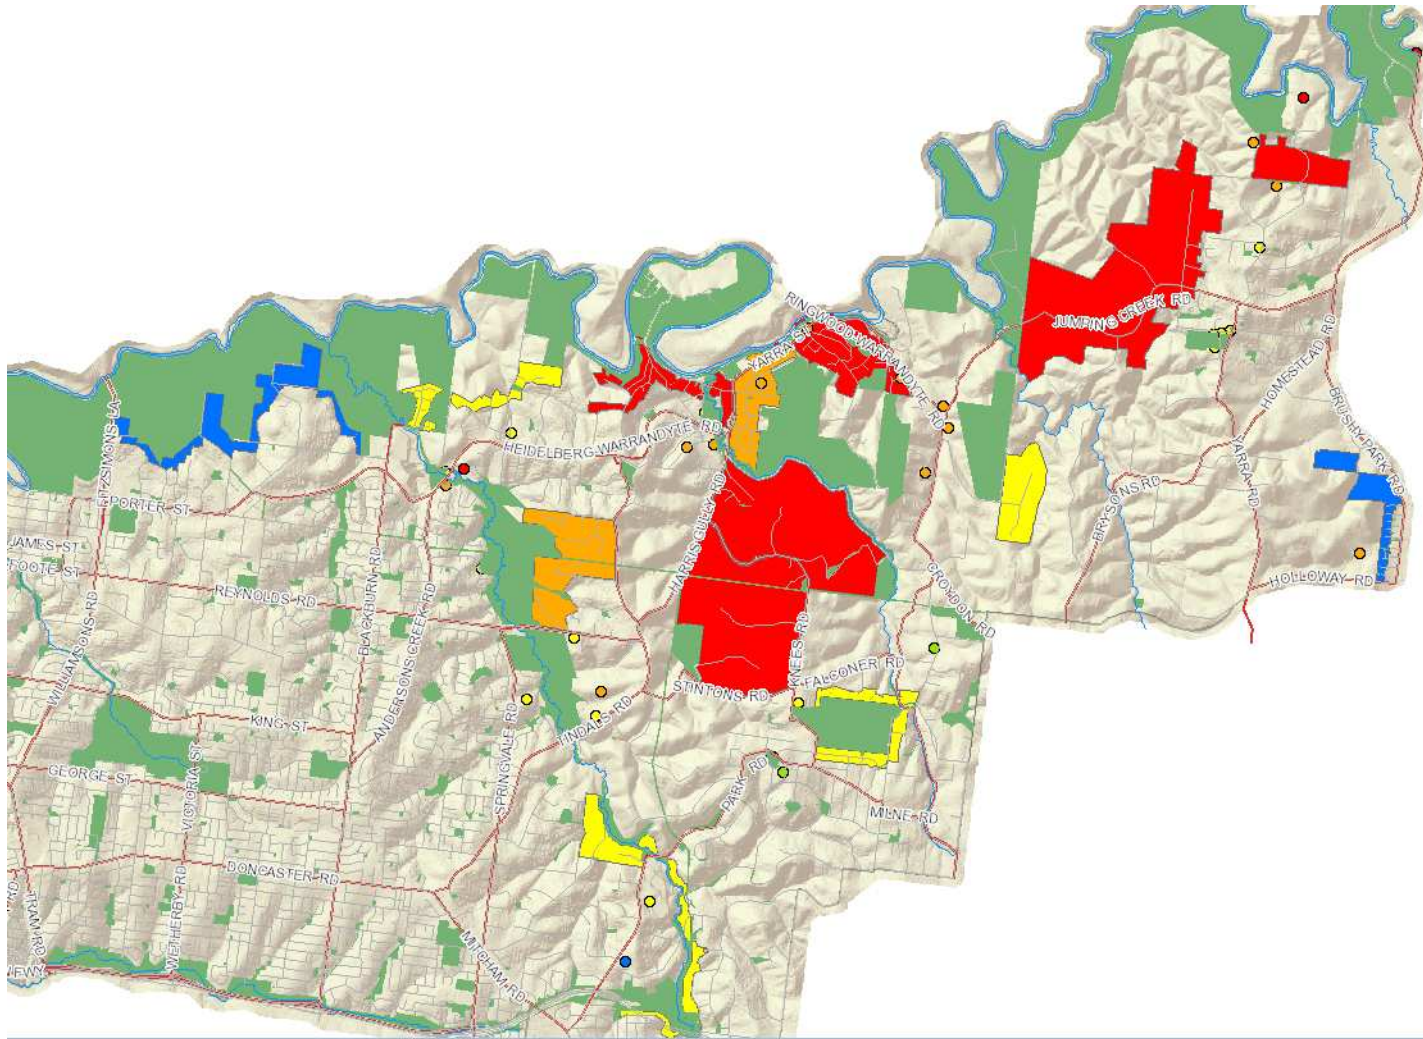 RINGWOOD-WARRANDYTE RD
JUMPING CREEK RD
YARRA ST
HOMESTEAD RD
BRUSHY PARK RD
FITZSIMONS LA
HEIDELBERG-WARRANDYTE RD
PORTER ST
HARRIS GULLY RD
BRYSONS RD
YARRA RD
JAMES ST
FOOTE ST
REYNOLDS RD
BLACKBURN RD
ANDERSONS CREEK RD
CROYDON RD
HOLLOWAY RD
WILLIAMSONS RD
KNEES RD
FALCONER RD
STINTONS RD
KING ST
TINDALS RD
SPRINGVALE RD
GEORGE ST
VICTORIA ST
PARK RD
MILNE RD
DONCASTER RD
WETHERBY RD
TRAM RD
MITCHAM RD